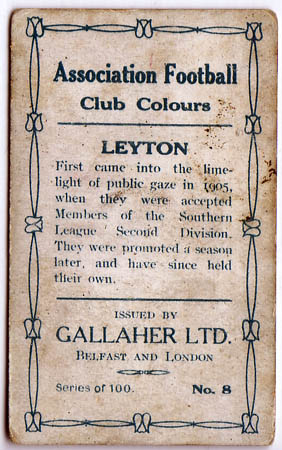 Association Football
Club Colours
LEYTON
First came into the lime-
light of public gaze in 1905,
when they were accepted
Members of the Southern
League Second Division.
They were promoted a season
later, and have since held
their own.
ISSUED BY
GALLAHER LTD.
BELFAST AND LONDON
Series of 100. No. 8